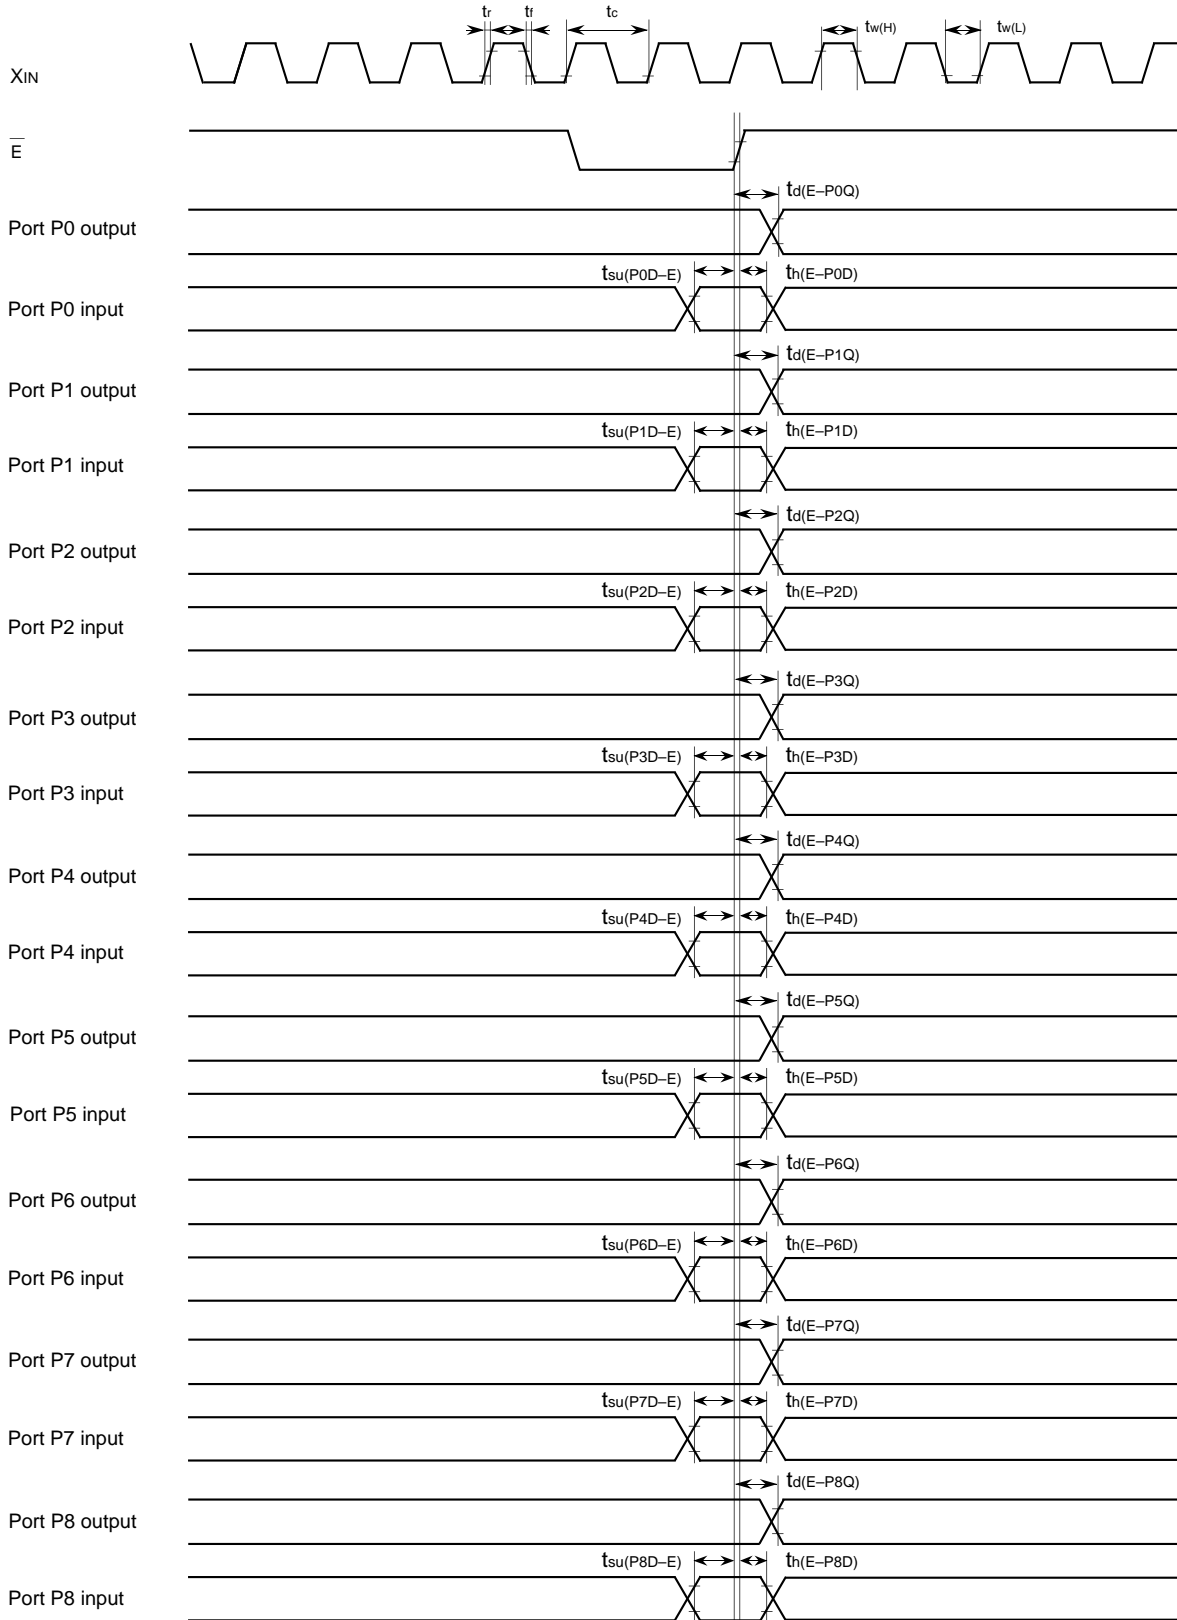 tr tf tc tw(H) tw(L)
XIN
E
td(E–P0Q)
Port P0 output
tsu(P0D–E) th(E–P0D)
Port P0 input
td(E–P1Q)
Port P1 output
tsu(P1D–E) th(E–P1D)
Port P1 input
td(E–P2Q)
Port P2 output
tsu(P2D–E) th(E–P2D)
Port P2 input
td(E–P3Q)
Port P3 output
tsu(P3D–E) th(E–P3D)
Port P3 input
td(E–P4Q)
Port P4 output
tsu(P4D–E) th(E–P4D)
Port P4 input
td(E–P5Q)
Port P5 output
tsu(P5D–E) th(E–P5D)
Port P5 input
td(E–P6Q)
Port P6 output
tsu(P6D–E) th(E–P6D)
Port P6 input
td(E–P7Q)
Port P7 output
tsu(P7D–E) th(E–P7D)
Port P7 input
td(E–P8Q)
Port P8 output
tsu(P8D–E) th(E–P8D)
Port P8 input